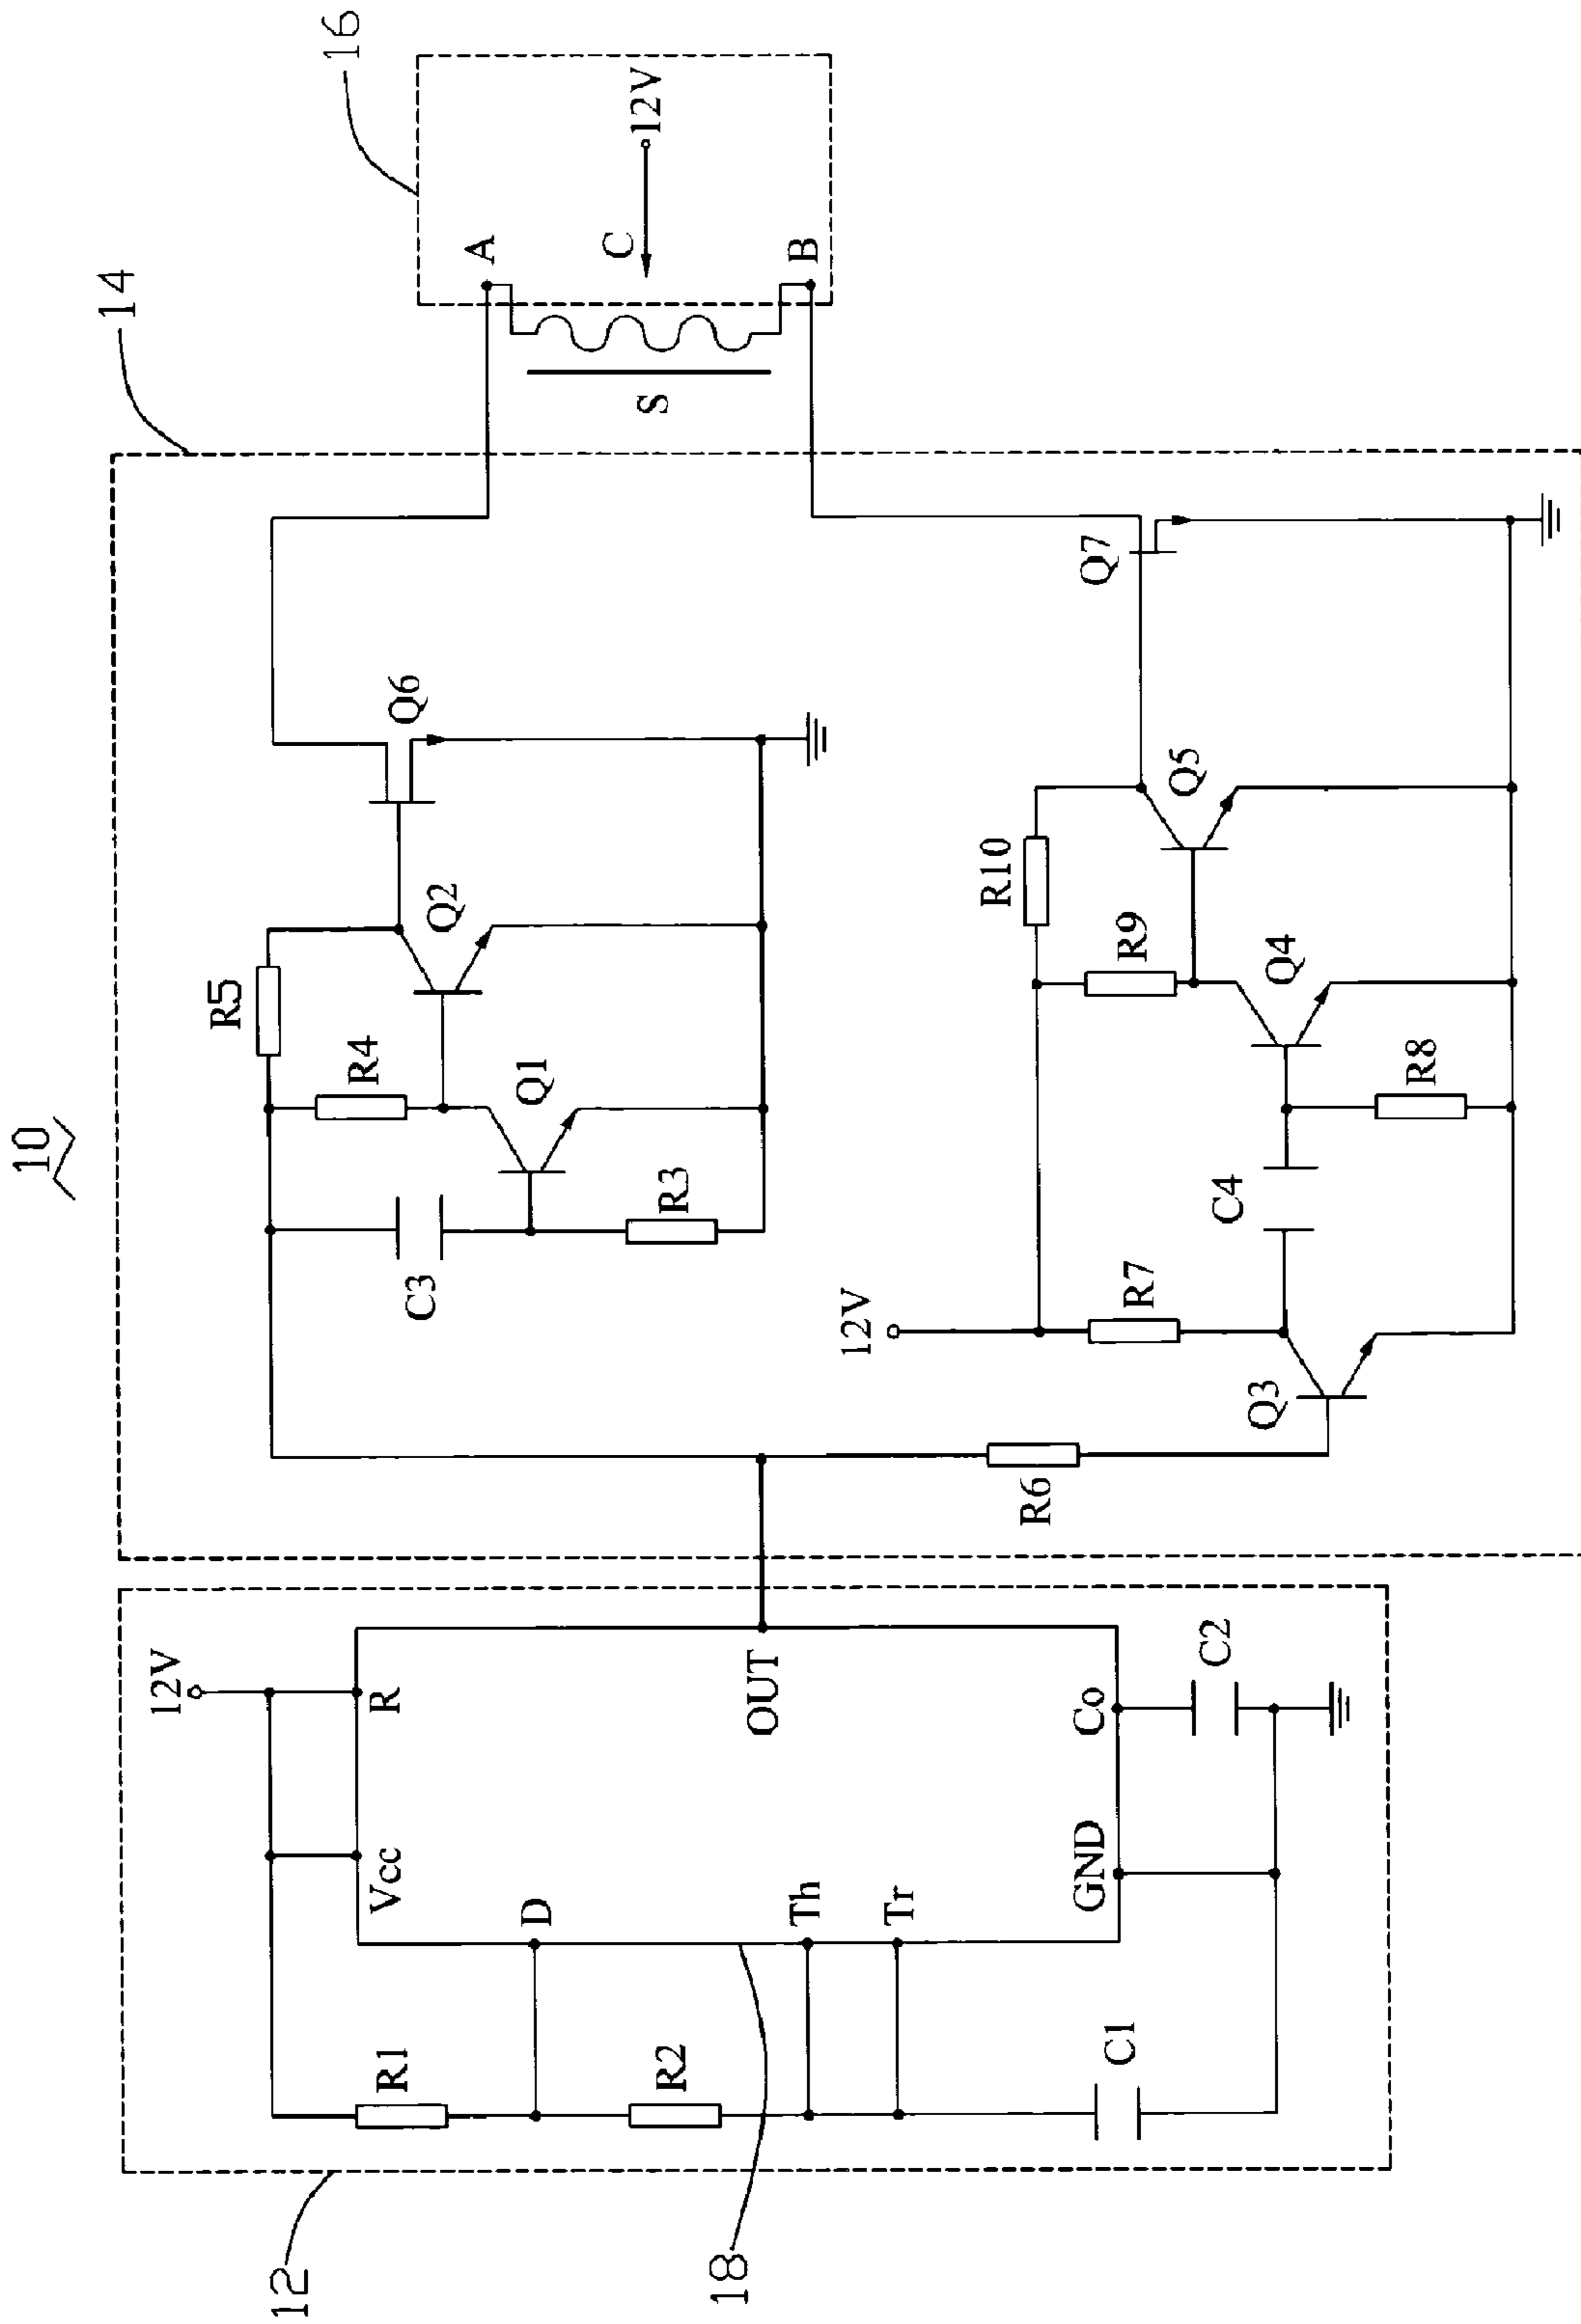 10
12
18
12V
R1
R2
C1
Vcc
R
D
Th
Tr
GND
Co
OUT
C2
14
R5
R4
C3
Q1
R3
Q2
Q6
R6
12V
R7
Q3
C4
R8
Q4
R9
R10
Q5
Q7
S
16
A
C
12V
B